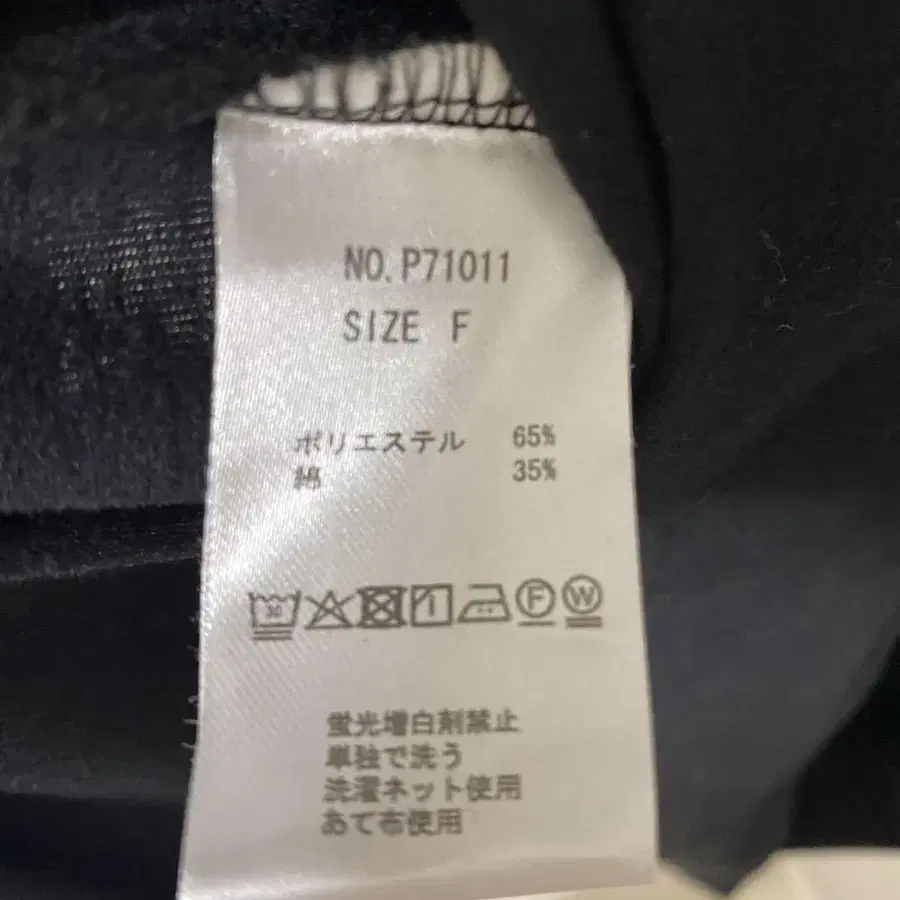 NO.P71011
SIZE F
ポリエステル 65%
綿 35%
30 F W
蛍光増白剤禁止
単独で洗う
洗濯ネット使用
あて布使用